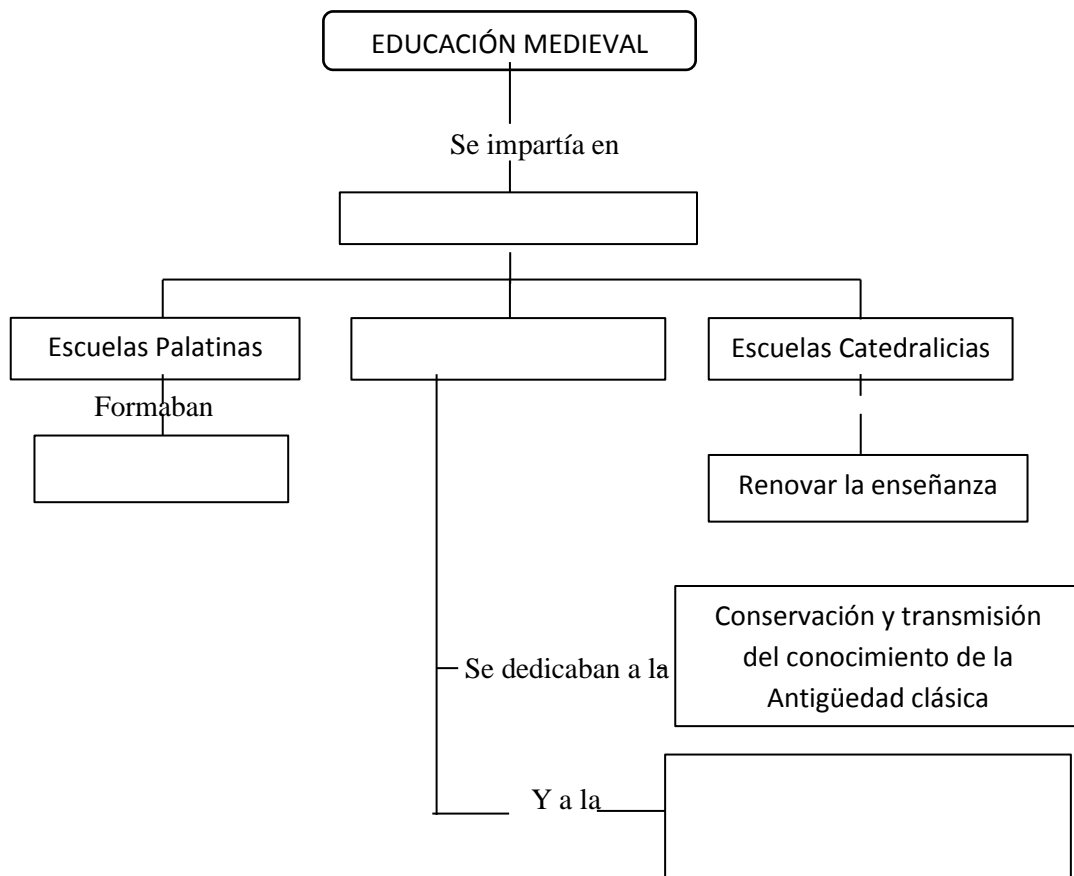 EDUCACIÓN MEDIEVAL
Se impartía en
Escuelas Palatinas
Escuelas Catedralicias
Formaban
Renovar la enseñanza
Conservación y transmisión
del conocimiento de la
Antigüedad clásica
Se dedicaban a la
Y a la